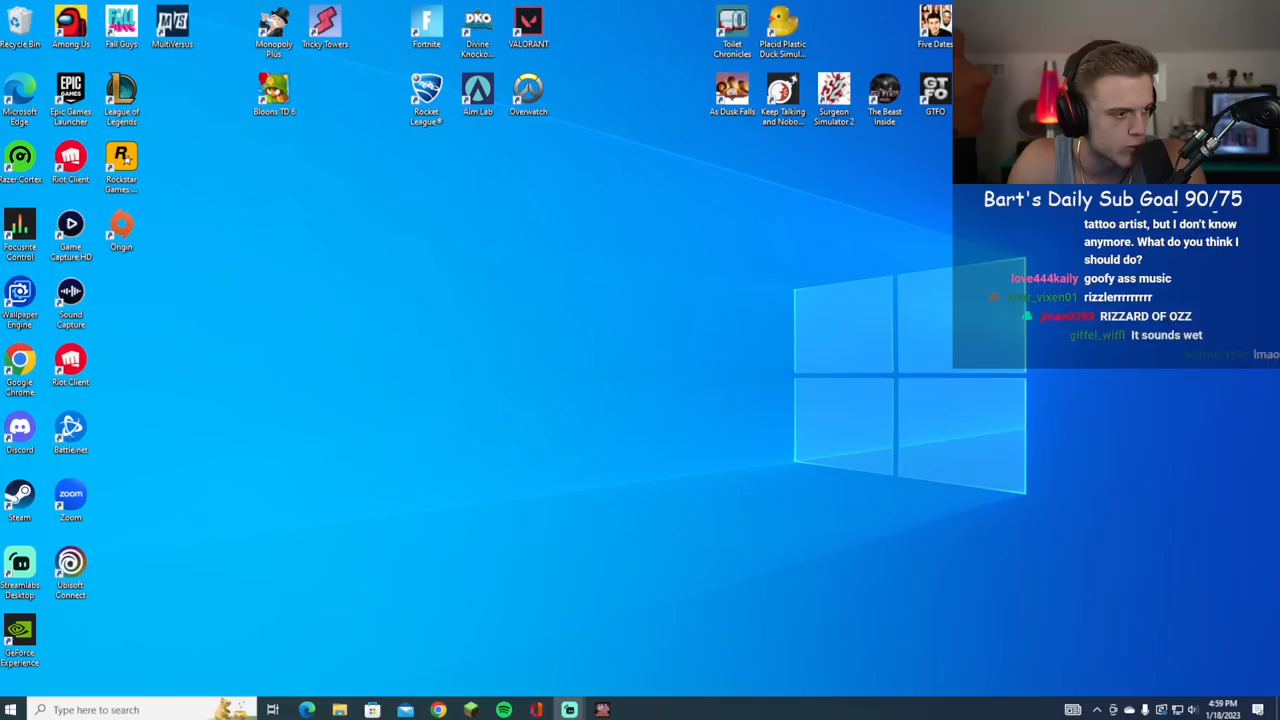 Recycle Bin
Among Us
Fall Guys
MultiVersus
Monopoly Plus
Tricky Towers
Fortnite
Divine Knocko...
VALORANT
Toilet Chronicles
Placid Plastic Duck Simul...
Five Dates
Microsoft Edge
Epic Games Launcher
League of Legends
Bloons TD 6
Rocket League®
Aim Lab
Overwatch
As Dusk Falls
Keep Talking and Nobo...
Surgeon Simulator 2
The Beast Inside
GTFO
Razer Cortex
Riot Client
Rockstar Games ...
Focusrite Control
Game Capture HD
Origin
Wallpaper Engine
Sound Capture
Google Chrome
Riot Client
Discord
Battle.net
Steam
Zoom
Streamlabs Desktop
Ubisoft Connect
GeForce Experience
Bart's Daily Sub Goal 90/75
tattoo artist, but I don't know
anymore. What do you think I
should do?
love444kaily goofy ass music
rizzlerrrrrrrr
jman0299 RIZZARD OF OZZ
giffel_wiffl It sounds wet
lmao
Type here to search
4:59 PM
1/18/2023